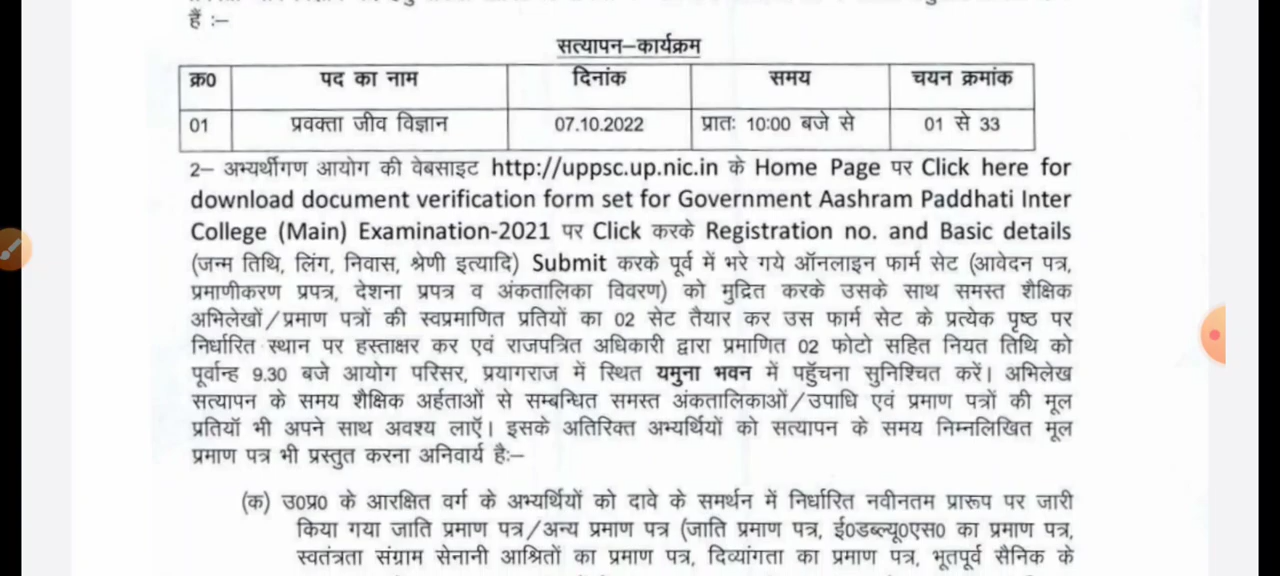 हैं :–
सत्यापन–कार्यक्रम
क्र0 पद का नाम दिनांक समय चयन क्रमांक
01 प्रवक्ता जीव विज्ञान 07.10.2022 प्रातः 10:00 बजे से 01 से 33
2– अभ्यर्थीगण आयोग की वेबसाइट http://uppsc.up.nic.in के Home Page पर Click here for
download document verification form set for Government Aashram Paddhati Inter
College (Main) Examination-2021 पर Click करके Registration no. and Basic details
(जन्म तिथि, लिंग, निवास, श्रेणी इत्यादि) Submit करके पूर्व में भरे गये ऑनलाइन फार्म सेट (आवेदन पत्र,
प्रमाणीकरण प्रपत्र, देशना प्रपत्र व अंकतालिका विवरण) को मुद्रित करके उसके साथ समस्त शैक्षिक
अभिलेखों/प्रमाण पत्रों की स्वप्रमाणित प्रतियों का 02 सेट तैयार कर उस फार्म सेट के प्रत्येक पृष्ठ पर
निर्धारित स्थान पर हस्ताक्षर कर एवं राजपत्रित अधिकारी द्वारा प्रमाणित 02 फोटो सहित नियत तिथि को
पूर्वान्ह 9.30 बजे आयोग परिसर, प्रयागराज में स्थित यमुना भवन में पहुँचना सुनिश्चित करें। अभिलेख
सत्यापन के समय शैक्षिक अर्हताओं से सम्बन्धित समस्त अंकतालिकाओं/उपाधि एवं प्रमाण पत्रों की मूल
प्रतियॉ भी अपने साथ अवश्य लाऍ। इसके अतिरिक्त अभ्यर्थियों को सत्यापन के समय निम्नलिखित मूल
प्रमाण पत्र भी प्रस्तुत करना अनिवार्य है:–
(क) उ0प्र0 के आरक्षित वर्ग के अभ्यर्थियों को दावे के समर्थन में निर्धारित नवीनतम प्रारूप पर जारी
किया गया जाति प्रमाण पत्र/अन्य प्रमाण पत्र (जाति प्रमाण पत्र, ई0डब्ल्यू0एस0 का प्रमाण पत्र,
स्वतंत्रता संग्राम सेनानी आश्रितों का प्रमाण पत्र, दिव्यांगता का प्रमाण पत्र, भूतपूर्व सैनिक के